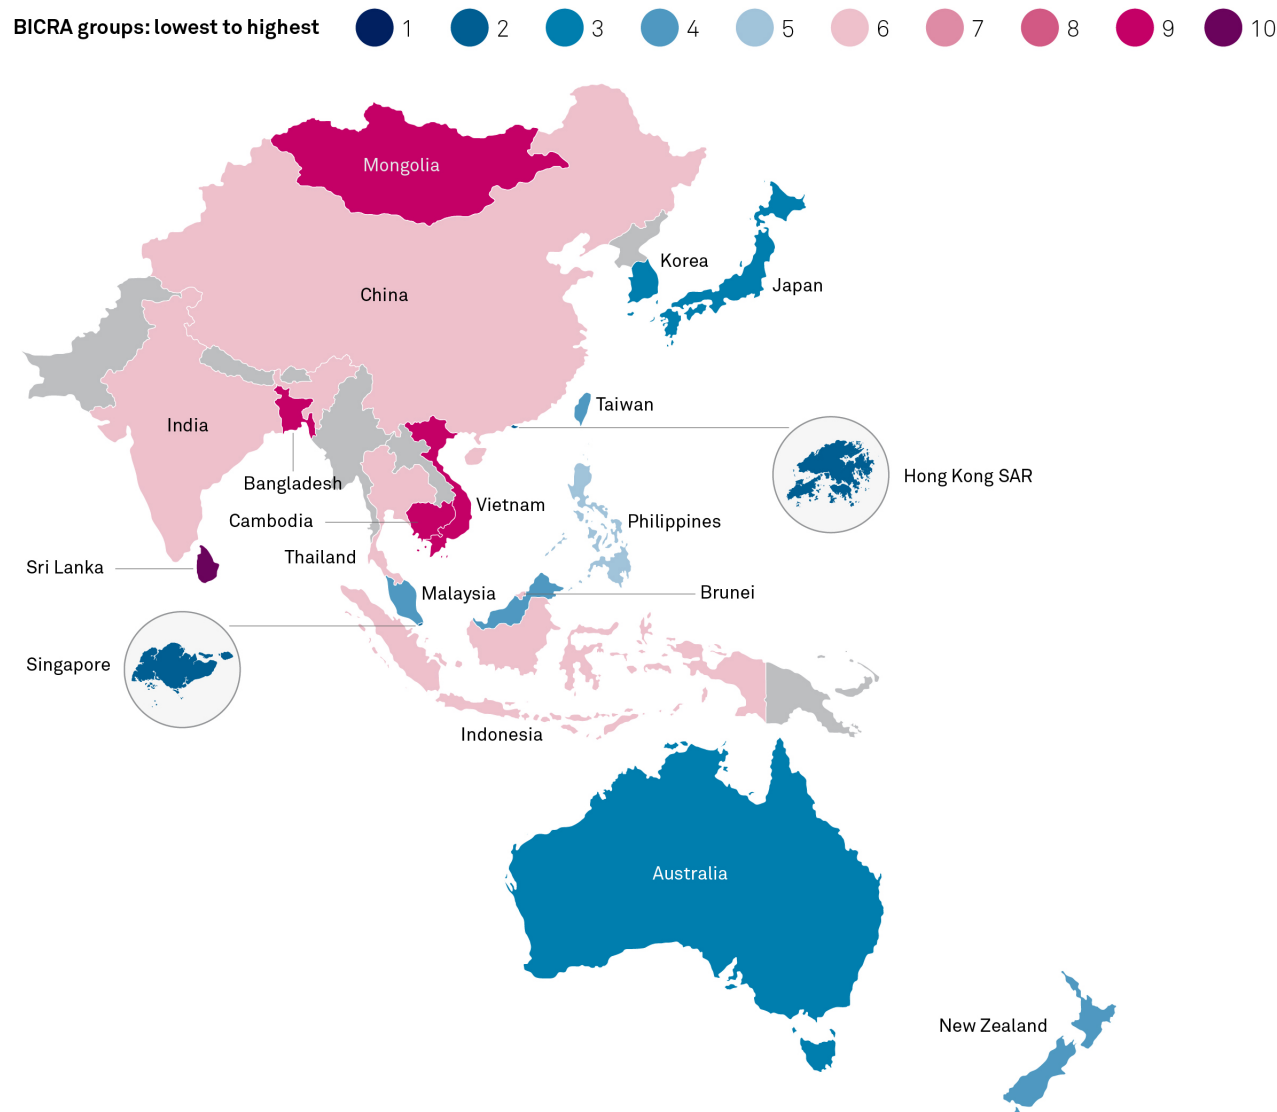 BICRA groups: lowest to highest 1 2 3 4 5 6 7 8 9 10
Mongolia
Korea
Japan
China
Taiwan
India
Hong Kong SAR
Bangladesh
Vietnam
Cambodia
Philippines
Thailand
Sri Lanka
Malaysia
Brunei
Singapore
Indonesia
Australia
New Zealand